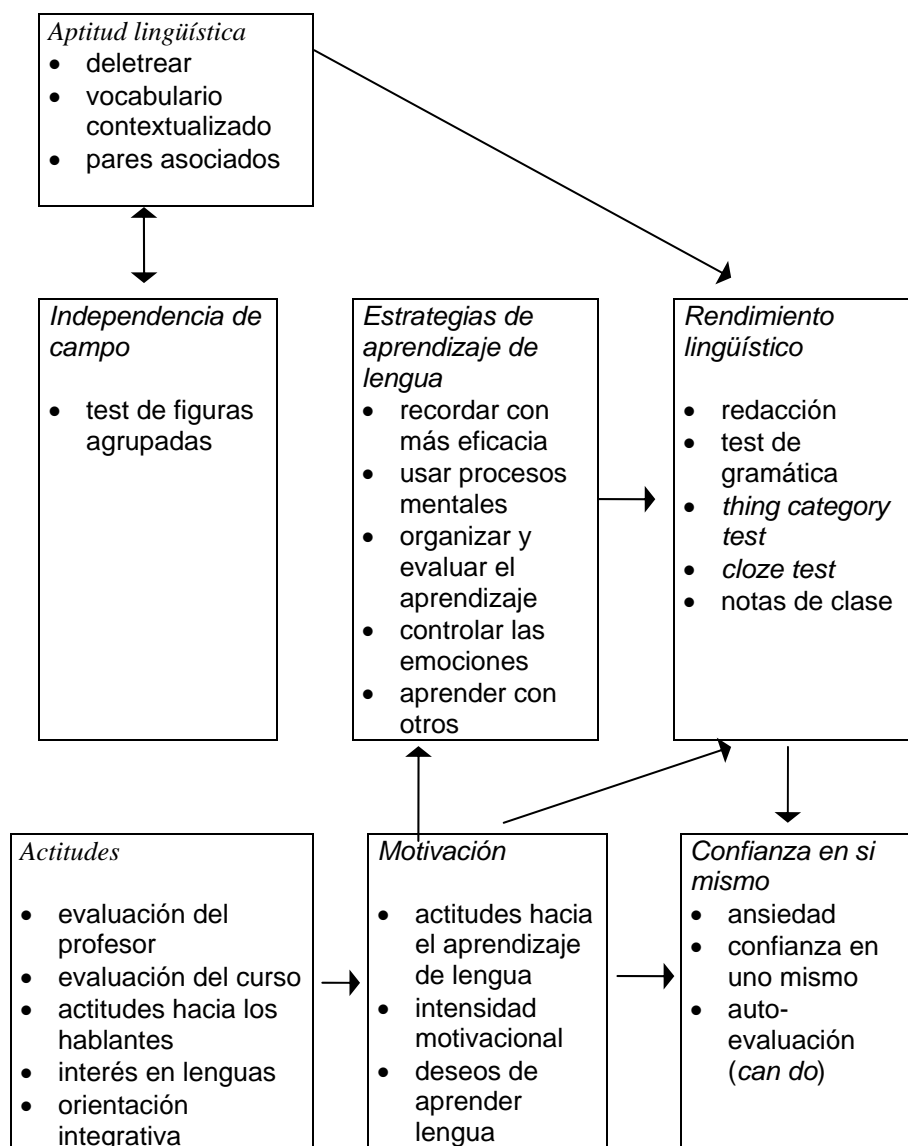 Aptitud lingüística
• deletrear
• vocabulario
contextualizado
• pares asociados
Independencia de
campo
• test de figuras
agrupadas
Estrategias de
aprendizaje de
lengua
• recordar con
más eficacia
• usar procesos
mentales
• organizar y
evaluar el
aprendizaje
• controlar las
emociones
• aprender con
otros
Rendimiento
lingüístico
• redacción
• test de
gramática
• thing category
test
• cloze test
• notas de clase
Actitudes
• evaluación del
profesor
• evaluación del curso
• actitudes hacia los
hablantes
• interés en lenguas
• orientación
integrativa
Motivación
• actitudes hacia
el aprendizaje
de lengua
• intensidad
motivacional
• deseos de
aprender
lengua
Confianza en si
mismo
• ansiedad
• confianza en
uno mismo
• auto-
evaluación
(can do)